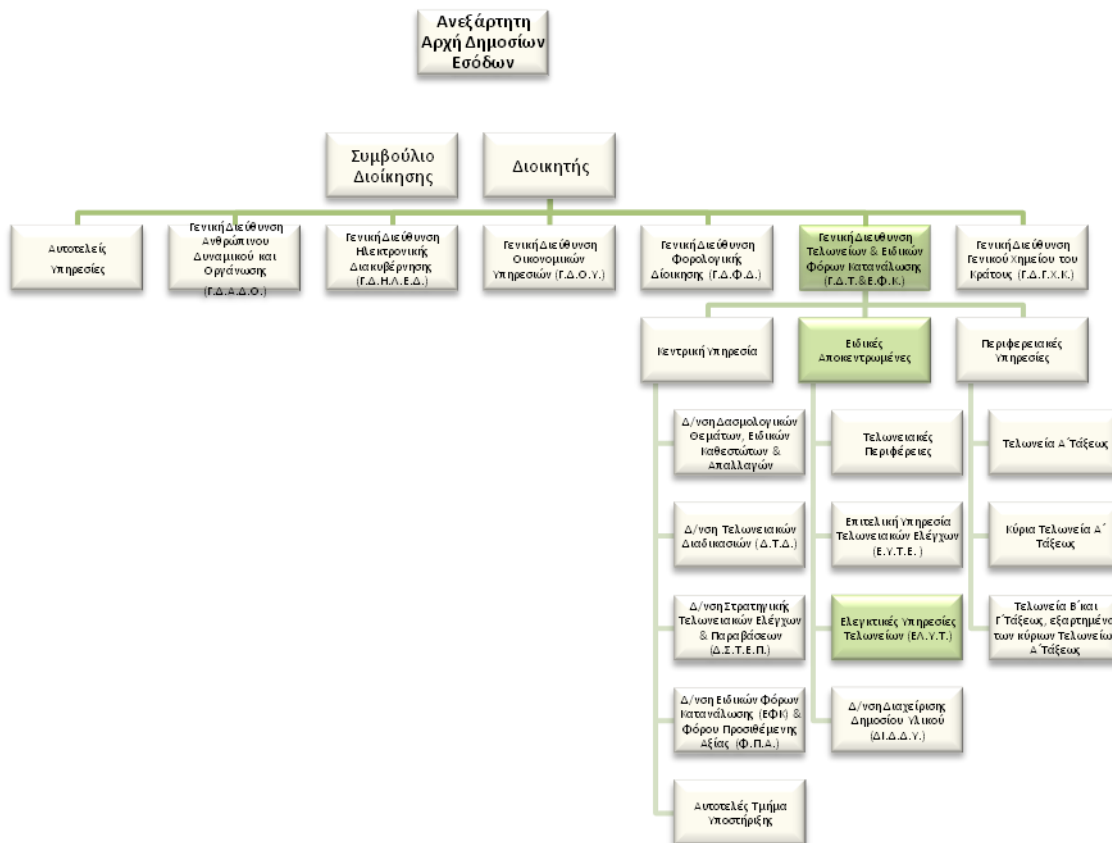 Ανεξάρτητη
Αρχή Δημοσίων
Εσόδων
Συμβούλιο
Διοίκησης
Διοικητής
Αυτοτελείς
Υπηρεσίες
Γενική Διεύθυνση
Ανθρώπινου
Δυναμικού και
Οργάνωσης
(Γ.Δ.Α.Δ.Ο.)
Γενική Διεύθυνση
Ηλεκτρονικής
Διακυβέρνησης
(Γ.Δ.Η.Λ.Ε.Δ.)
Γενική Διεύθυνση
Οικονομικών
Υπηρεσιών (Γ.Δ.Ο.Υ.)
Γενική Διεύθυνση
Φορολογικής
Δίοικησης (Γ.Δ.Φ.Δ.)
Γενική Διευθυνση
Τελωνείων & Ειδικών
Φόρων Κατανάλωσης
(Γ.Δ.Τ.&Ε.Φ.Κ.)
Γενική Διεύθυνση
Γενικού Χημείου του
Κράτους (Γ.Δ.Γ.Χ.Κ.)
Κεντρική Υπηρεσία
Ειδικές
Αποκεντρωμένες
Περιφερειακές
Υπηρεσίες
Δ/νση Δασμολογικών
Θεμάτων, Ειδικών
Καθεστώτων &
Απαλλαγών
Τελωνειακές
Περιφέρειες
Τελωνεία Α΄Τάξεως
Δ/νση Τελωνειακών
Διαδικασιών (Δ.Τ.Δ.)
Επιτελική Υπηρεσία
Τελωνειακών Ελέγχων
(Ε.Υ.Τ.Ε. )
Κύρια Τελωνεία Α΄
Τάξεως
Δ/νση Στρατηγικής
Τελωνειακών Ελέγχων
& Παραβάσεων
(Δ.Σ.Τ.Ε.Π.)
Ελεγκτικές Υπηρεσίες
Τελωνείων (ΕΛ.Υ.Τ.)
Τελωνεία Β΄και
Γ΄Τάξεως, εξαρτημένα
των κύριων Τελωνείων
Α΄Τάξεως
Δ/νση Ειδικών Φόρων
Κατανάλωσης (ΕΦΚ) &
Φόρου Προσιθέμενης
Αξίας (Φ.Π.Α.)
Δ/νση Διαχείρισης
Δημοσίου Υλικού
(ΔΙ.Δ.Δ.Υ.)
Αυτοτελές Τμήμα
Υποστήριξης